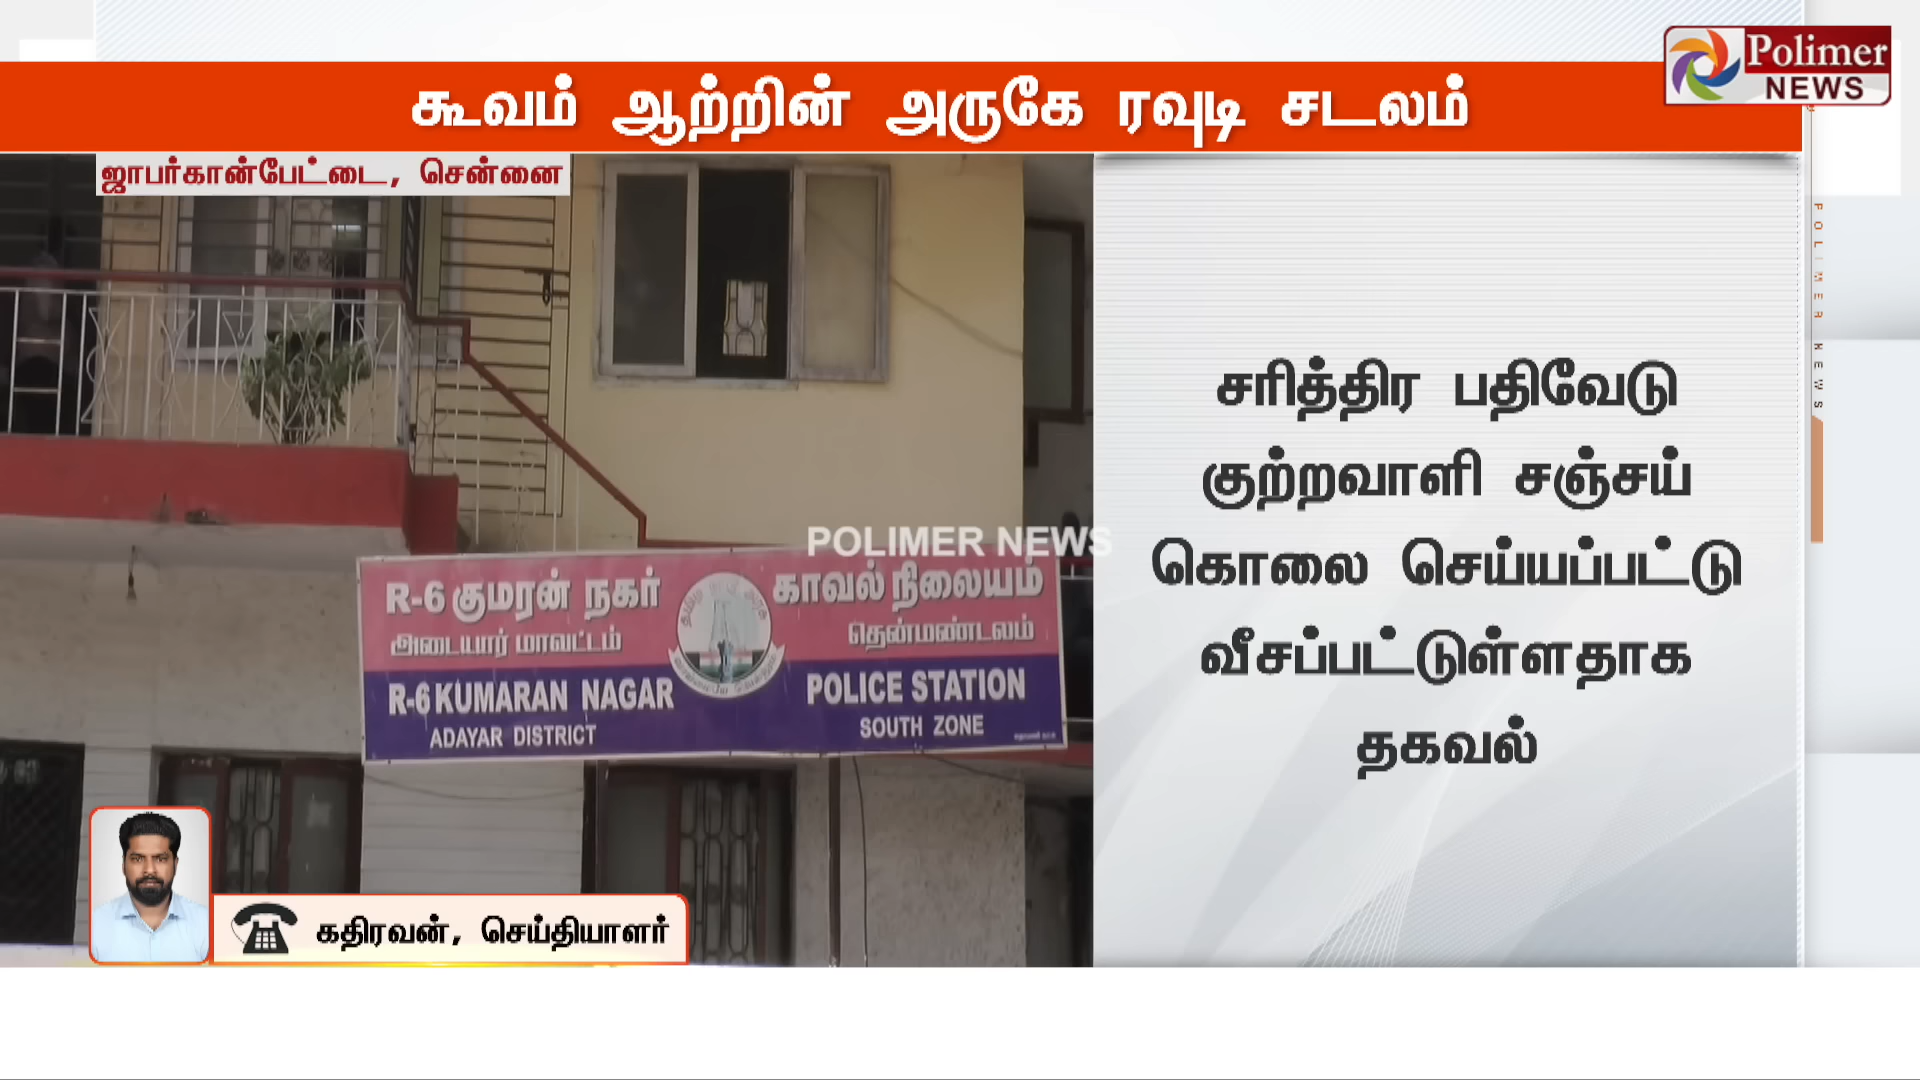 Polimer
NEWS
கூவம் ஆற்றின் அருகே ரவுடி சடலம்
ஜாபர்கான்பேட்டை, சென்னை
POLIMER NEWS
சரித்திர பதிவேடு
குற்றவாளி சஞ்சய்
கொலை செய்யப்பட்டு
வீசப்பட்டுள்ளதாக
தகவல்
POLIMER NEWS
R-6 குமரன் நகர் காவல் நிலையம்
அடையார் மாவட்டம் தென்மண்டலம்
R-6 KUMARAN NAGAR POLICE STATION
ADAYAR DISTRICT SOUTH ZONE
கதிரவன், செய்தியாளர்